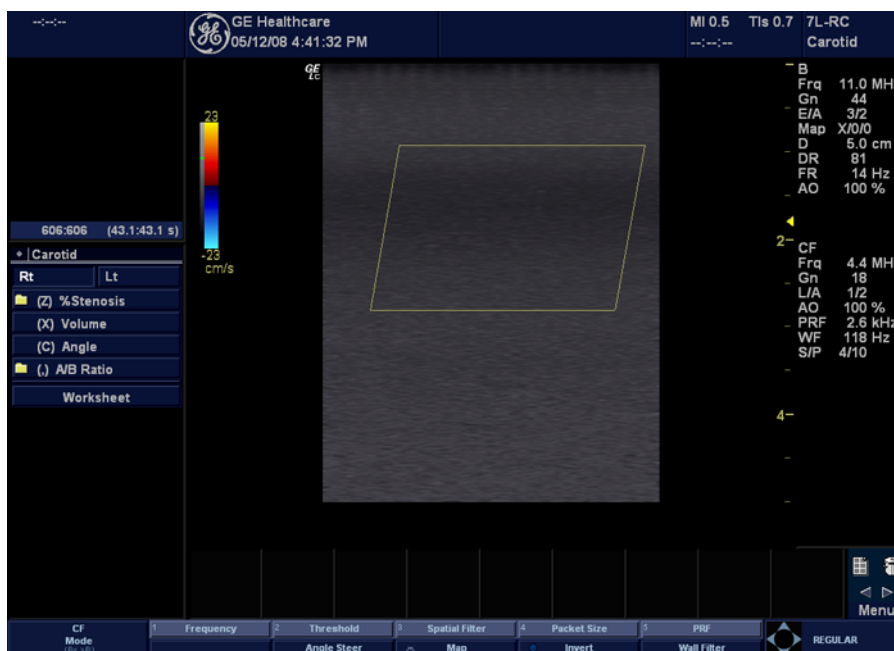 --:--:--
GE Healthcare
05/12/08 4:41:32 PM
MI 0.5 TIs 0.7
--:--:--
7L-RC
Carotid
GE
LC
23
-23
cm/s
606:606 (43.1:43.1 s)
Carotid
Rt Lt
(Z) %Stenosis
(X) Volume
(C) Angle
(,) A/B Ratio
Worksheet
2
4
B
Frq 11.0 MH
Gn 44
E/A 3/2
Map X/0/0
D 5.0 cm
DR 81
FR 14 Hz
AO 100 %
CF
Frq 4.4 MH
Gn 18
L/A 1/2
AO 100 %
PRF 2.6 kHz
WF 118 Hz
S/P 4/10
Menu
CF
Mode
1 Frequency
2 Threshold
3 Spatial Filter
4 Packet Size
5 PRF
Angle Steer
Map
Invert
Wall Filter
REGULAR